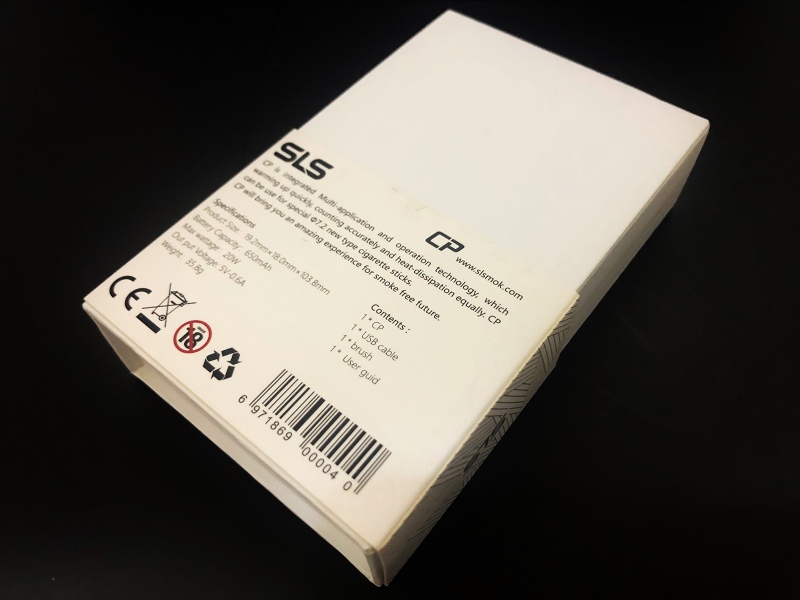 SLS
CP www.slsmok.com
CP is integrated Multi-application and operation technology, which
warming up quickly, counting accurately and heat dissipation equally. CP
can be use for special Φ7.2 new type cigarette sticks.
CP will bring you an amazing experience for smoke free future.
Specifications
Product Size: 19.2mm×18.0mm×103.8mm
Battery Capacity: 650mAh
Max wattage: 20W
Out put Voltage: 5V-0.6A
Weight: 35.8g
Contents :
1 * CP
1 * USB cable
1 * brush
1 * User guid
CE
18
6 971869 000040